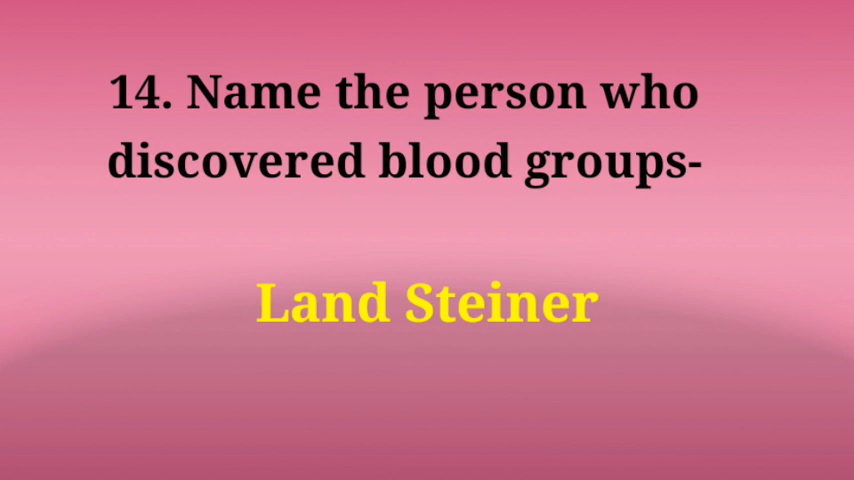 14. Name the person who
discovered blood groups-
Land Steiner